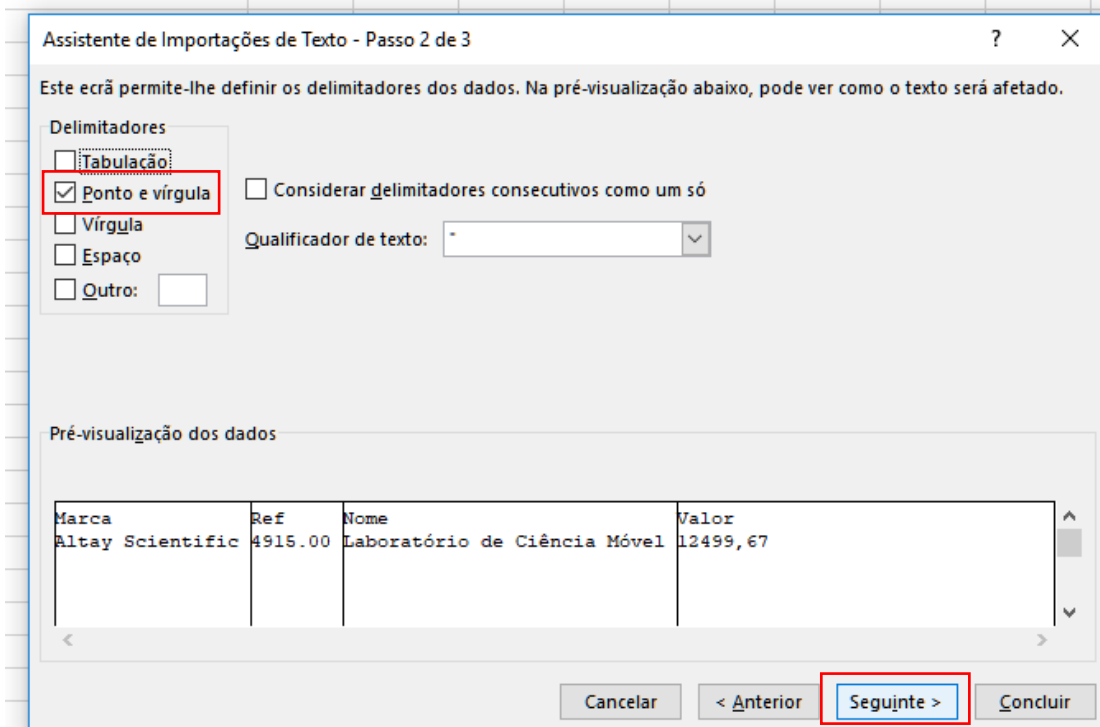 Assistente de Importações de Texto - Passo 2 de 3 ?
Este ecrã permite-lhe definir os delimitadores dos dados. Na pré-visualização abaixo, pode ver como o texto será afetado.
Delimitadores
Tabulação
Ponto e vírgula
Considerar delimitadores consecutivos como um só
Vírgula
Qualificador de texto: "
Espaço
Outro:
Pré-visualização dos dados
Marca Ref Nome Valor
Altay Scientific 4915.00 Laboratório de Ciência Móvel 12499,67
Cancelar < Anterior Seguinte > Concluir